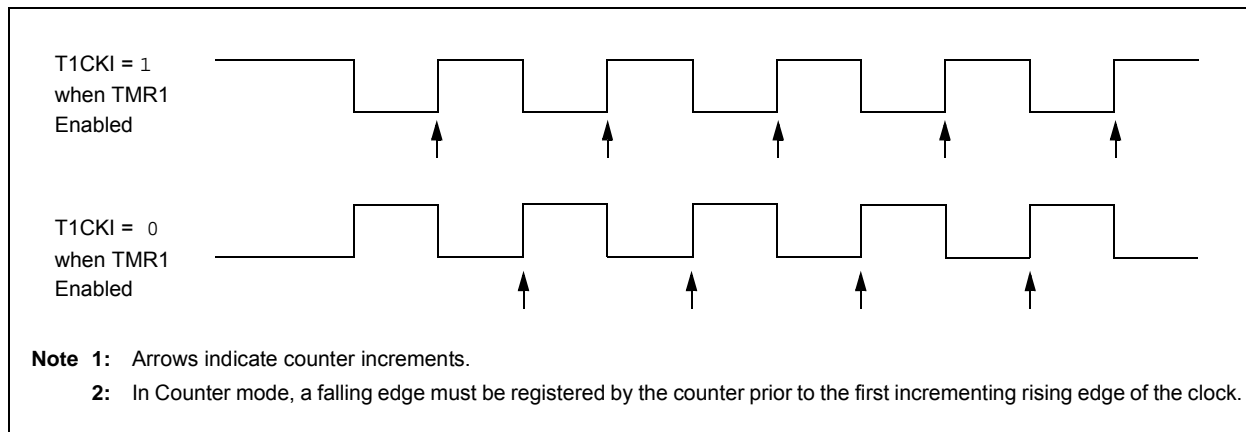 T1CKI = 1
when TMR1
Enabled
T1CKI = 0
when TMR1
Enabled
Note 1: Arrows indicate counter increments.
2: In Counter mode, a falling edge must be registered by the counter prior to the first incrementing rising edge of the clock.